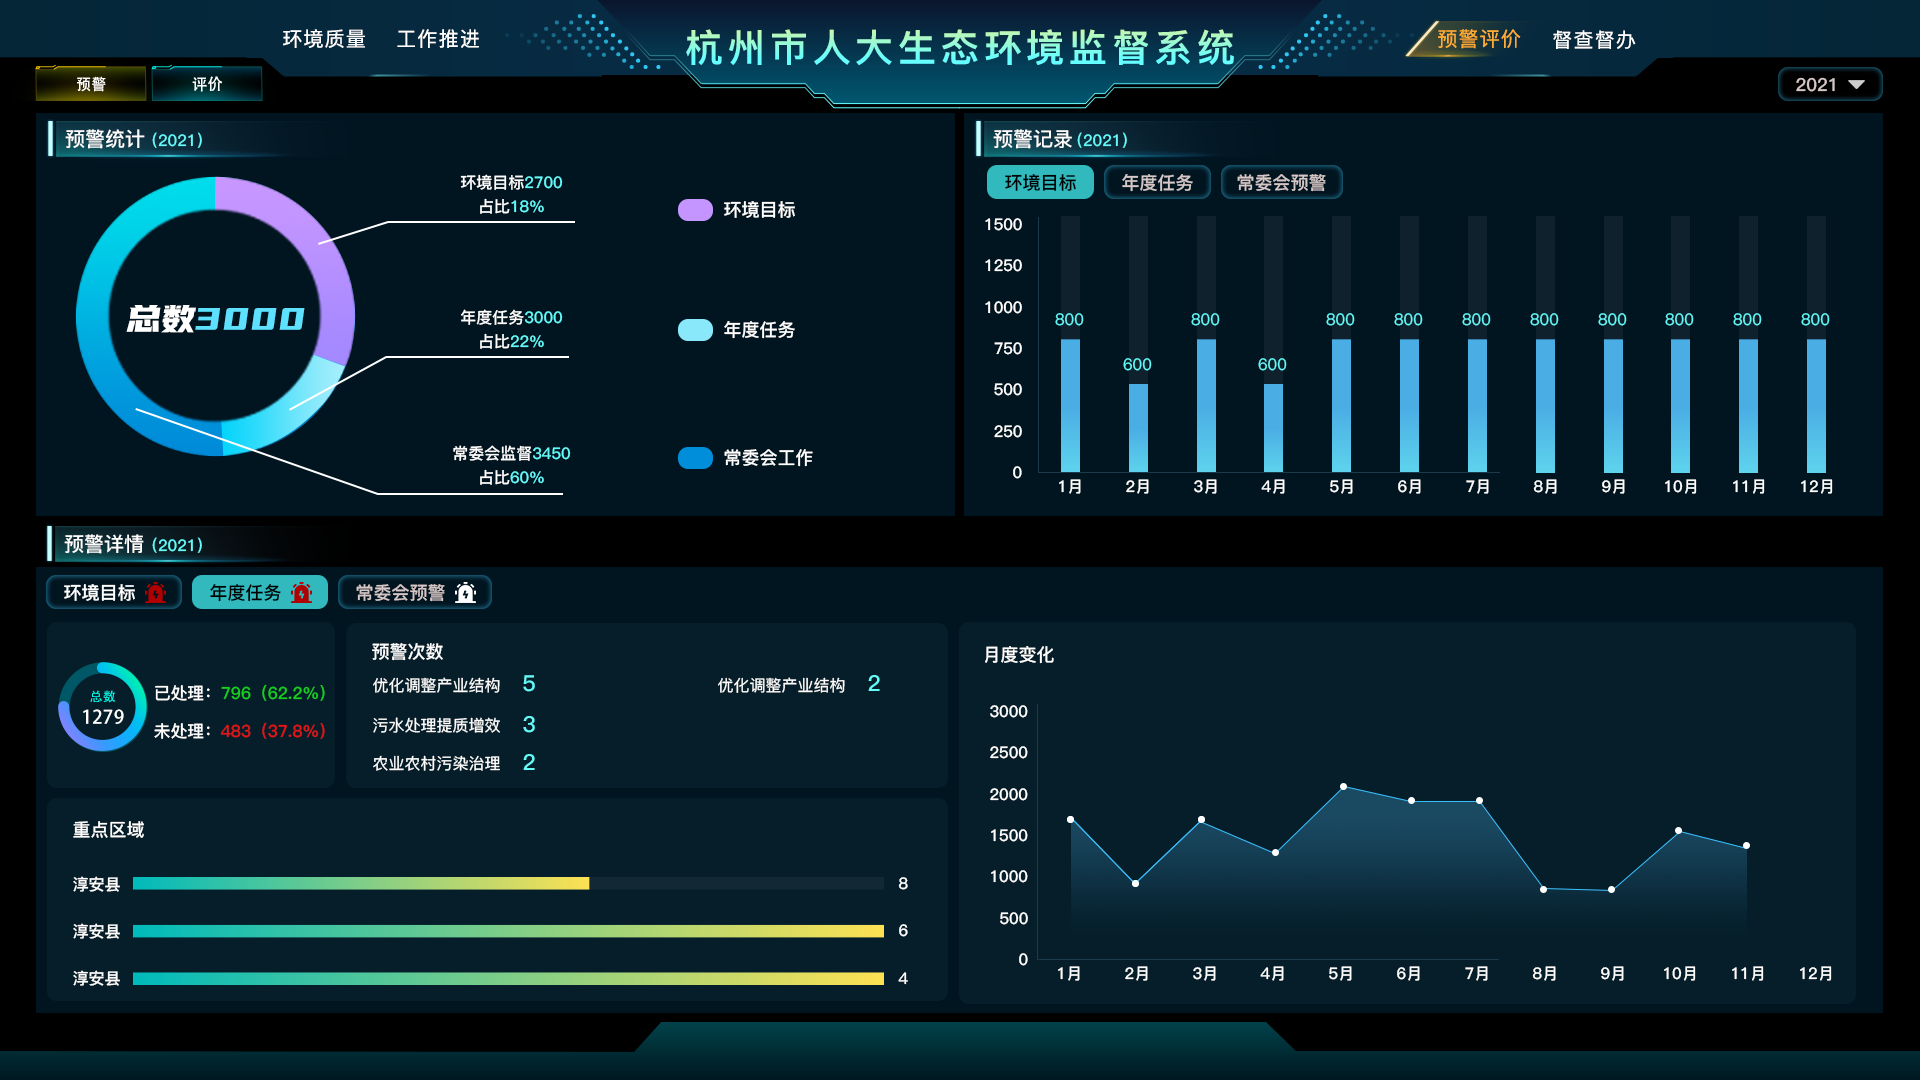 环境质量 工作推进 杭州市人大生态环境监督系统 预警评价 督查督办
预警 评价
2021
预警统计 (2021)
环境目标2700
占比18%
年度任务3000
占比22%
常委会监督3450
占比60%
总数3000
环境目标
年度任务
常委会工作
预警记录 (2021)
环境目标 年度任务 常委会预警
1500
1250
1000
750
500
250
0
800 600 800 600 800 800 800 800 800 800 800 800
1月 2月 3月 4月 5月 6月 7月 8月 9月 10月 11月 12月
预警详情 (2021)
环境目标 年度任务 常委会预警
总数
1279
已处理：796（62.2%）
未处理：483（37.8%）
预警次数
优化调整产业结构 5 优化调整产业结构 2
污水处理提质增效 3
农业农村污染治理 2
重点区域
淳安县 8
淳安县 6
淳安县 4
月度变化
3000
2500
2000
1500
1000
500
0
1月 2月 3月 4月 5月 6月 7月 8月 9月 10月 11月 12月